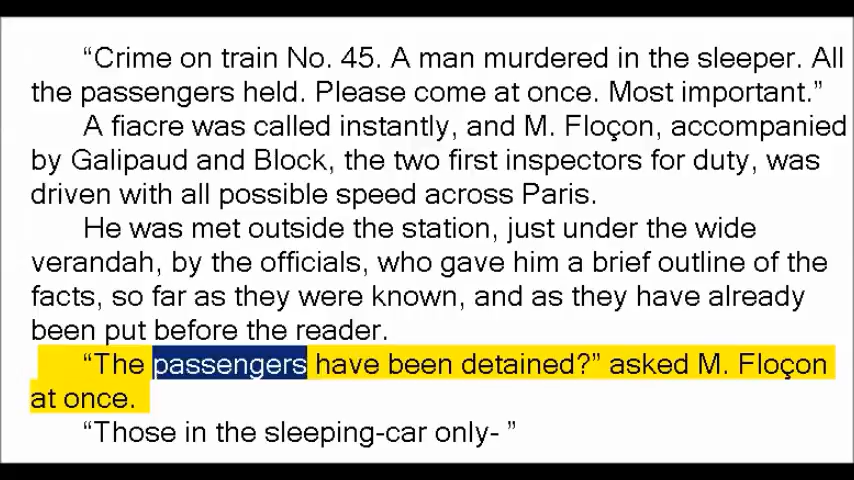 “Crime on train No. 45. A man murdered in the sleeper. All
the passengers held. Please come at once. Most important.”
A fiacre was called instantly, and M. Floçon, accompanied
by Galipaud and Block, the two first inspectors for duty, was
driven with all possible speed across Paris.
He was met outside the station, just under the wide
verandah, by the officials, who gave him a brief outline of the
facts, so far as they were known, and as they have already
been put before the reader.
“The passengers have been detained?” asked M. Floçon
at once.
“Those in the sleeping-car only- ”